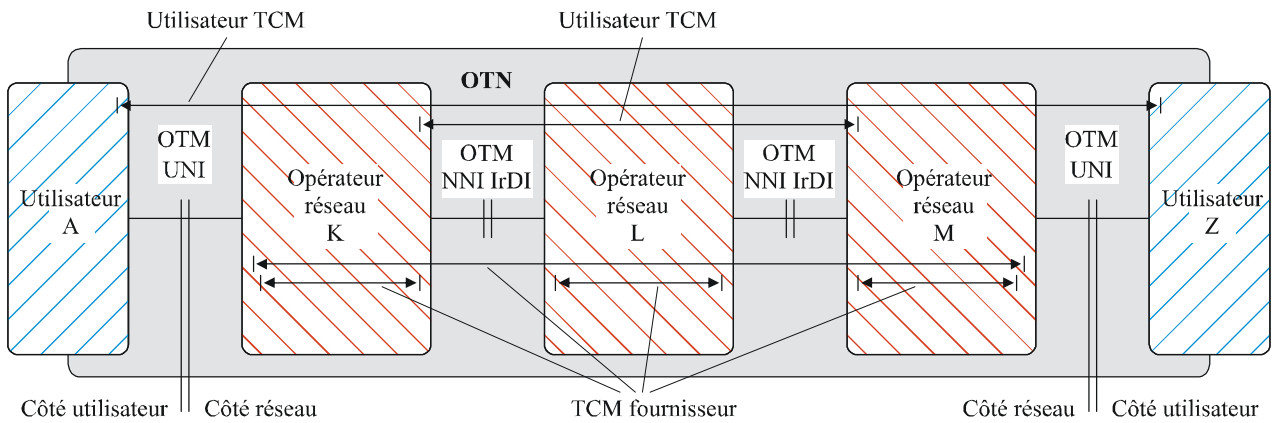 Utilisateur TCM
Utilisateur TCM
OTN
OTM
UNI
OTM
NNI IrDI
OTM
NNI IrDI
OTM
UNI
Utilisateur
A
Opérateur
réseau
K
Opérateur
réseau
L
Opérateur
réseau
M
Utilisateur
Z
Côté utilisateur
Côté réseau
TCM fournisseur
Côté réseau
Côté utilisateur